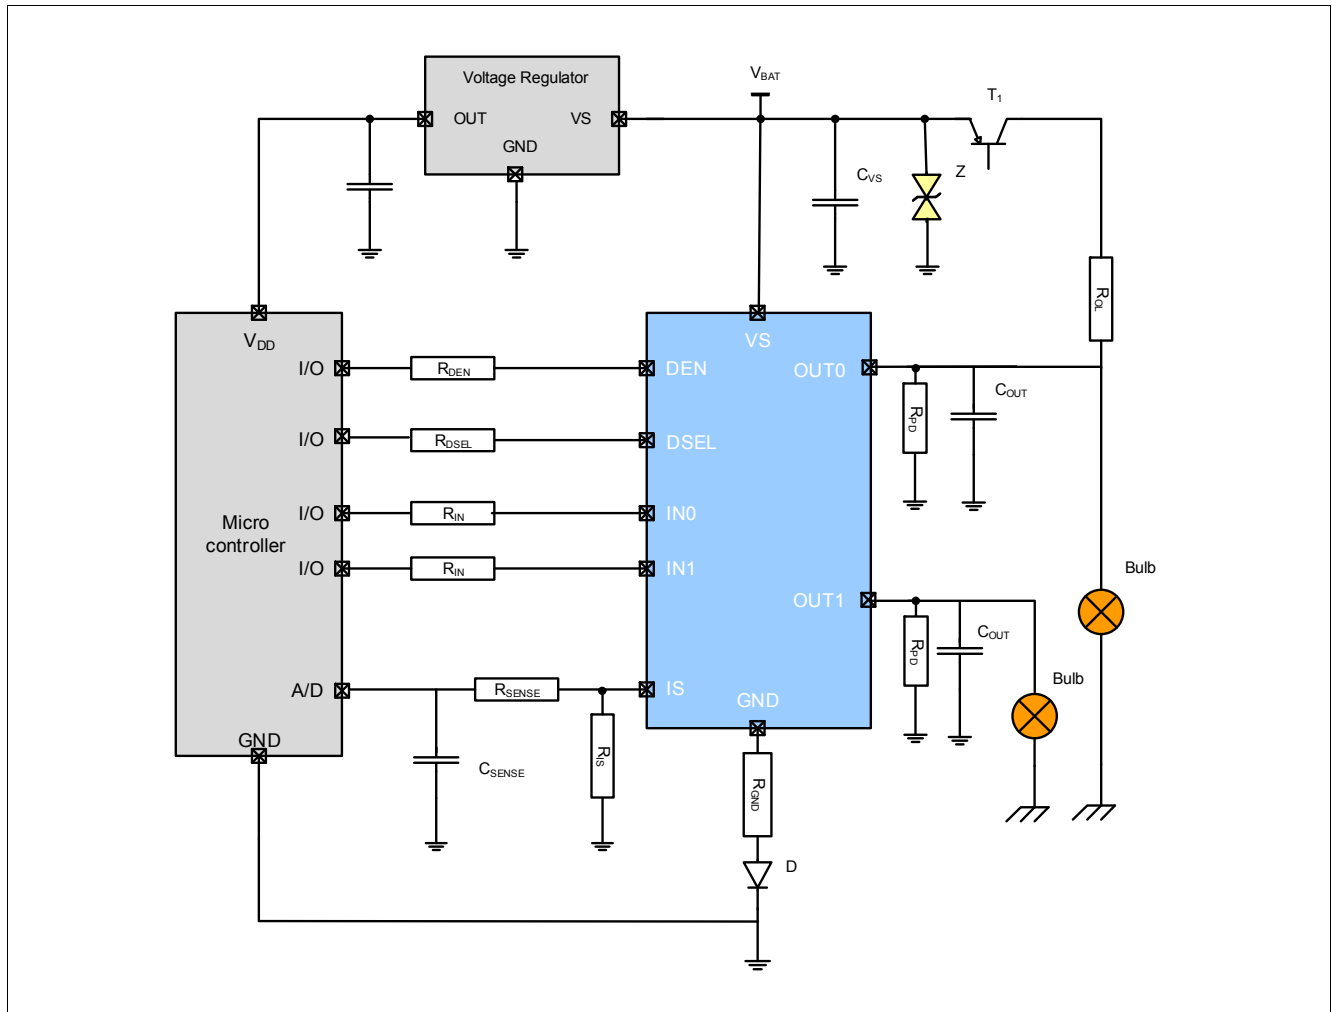 Voltage Regulator
OUT
VS
GND
VBAT
T1
CVS
Z
ROL
VDD
I/O
RDEN
DEN
VS
OUT0
RPD
COUT
I/O
RDSEL
DSEL
I/O
RIN
IN0
Micro
controller
I/O
RIN
IN1
OUT1
RPD
COUT
Bulb
Bulb
A/D
RSENSE
IS
GND
GND
CSENSE
RIS
RGND
D